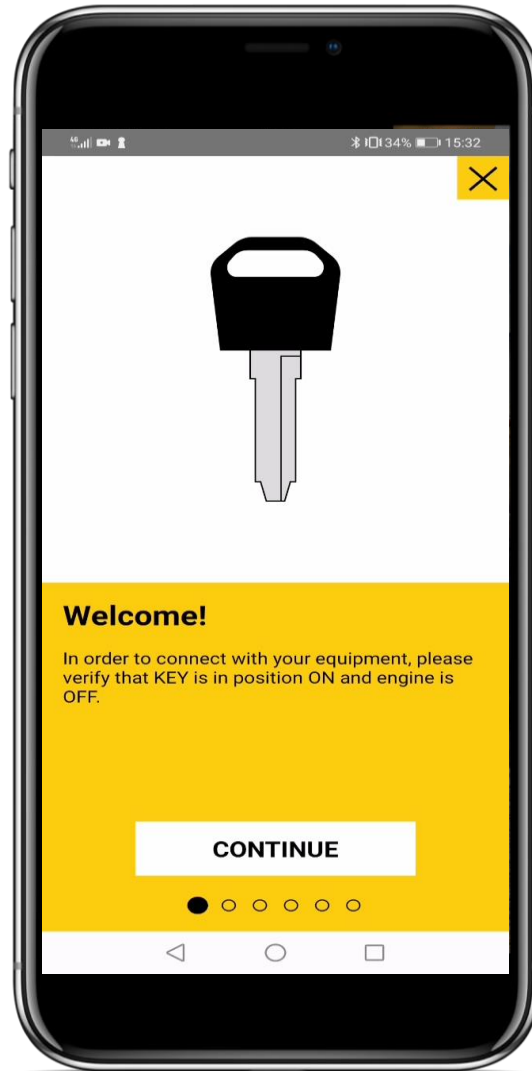 4G 34% 15:32
Welcome!
In order to connect with your equipment, please
verify that KEY is in position ON and engine is
OFF.
CONTINUE